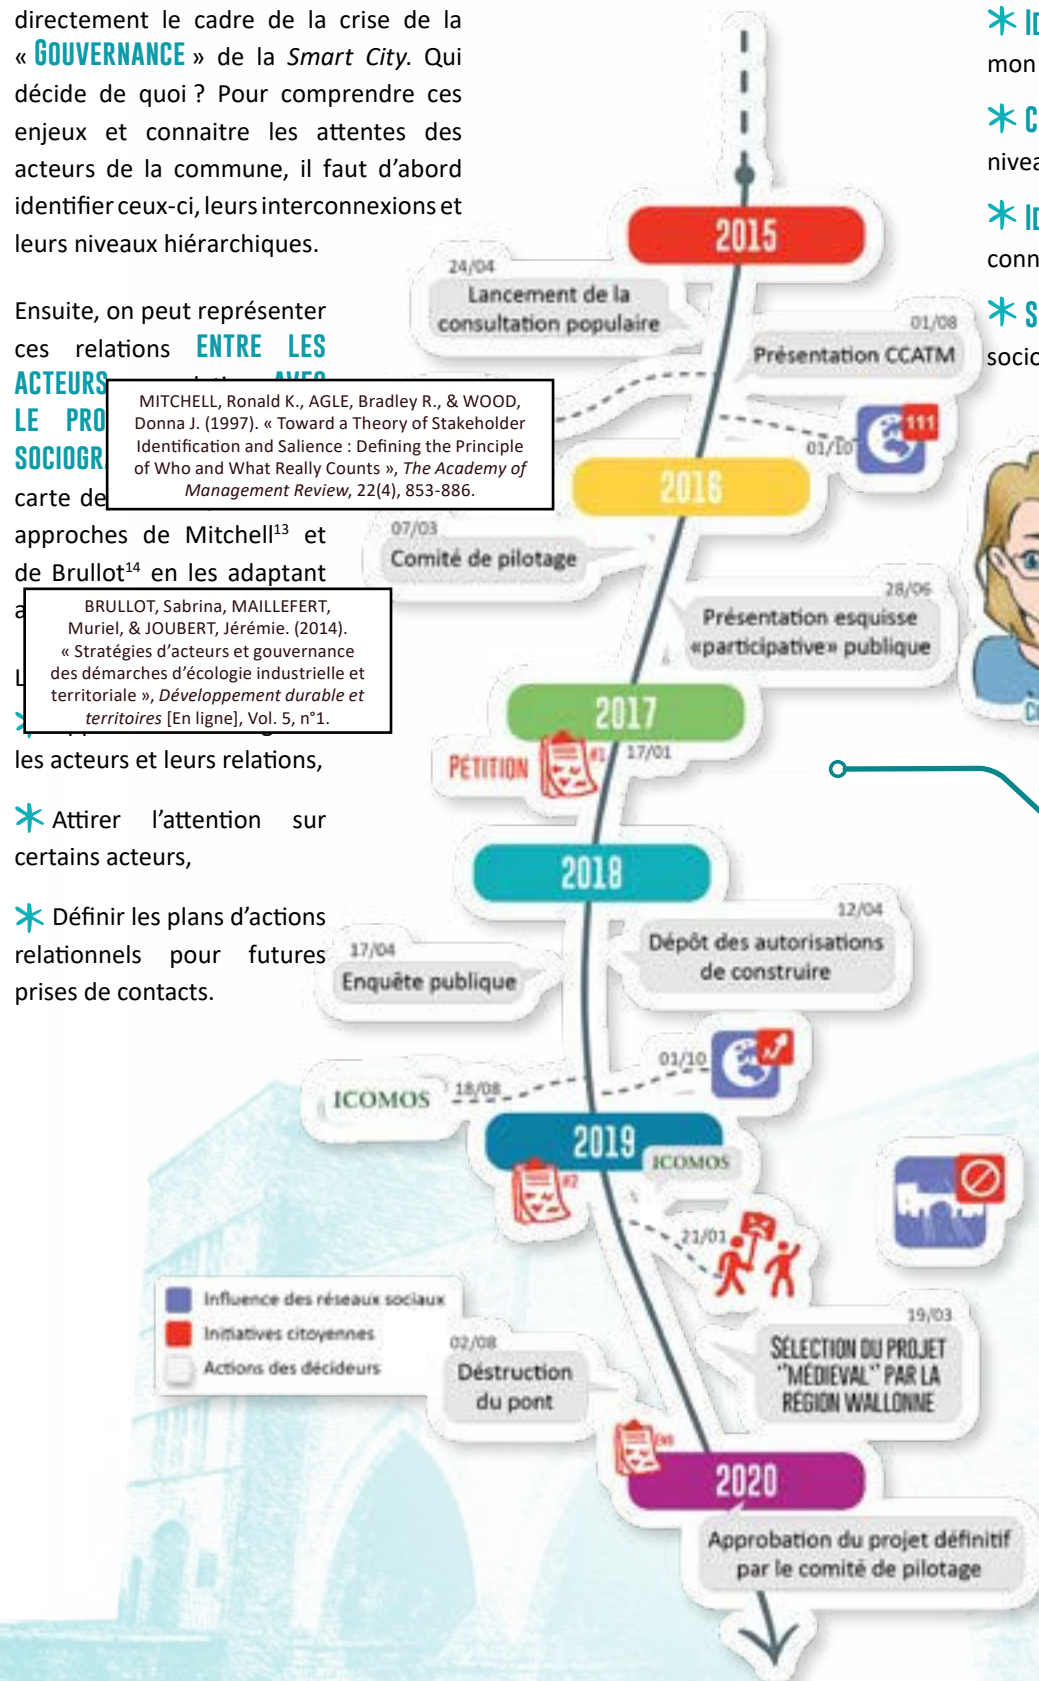 directement le cadre de la crise de la
« GOUVERNANCE » de la Smart City. Qui
décide de quoi ? Pour comprendre ces
enjeux et connaitre les attentes des
acteurs de la commune, il faut d'abord
identifier ceux-ci, leurs interconnexions et
leurs niveaux hiérarchiques.
Ensuite, on peut représenter
ces relations ENTRE LES
ACTEURS
LE
carte de
approches de Mitchell13 et
de Brullot14 en les adaptant
MITCHELL, Ronald K., AGLE, Bradley R., & WOOD,
Donna J. (1997). « Toward a Theory of Stakeholder
Identification and Salience : Defining the Principle
of Who and What Really Counts », The Academy of
Management Review, 22(4), 853-886.
BRULLOT, Sabrina, MAILLEFERT,
Muriel, & JOUBERT, Jérémie. (2014).
« Stratégies d'acteurs et gouvernance
des démarches d'écologie industrielle et
territoriale », Développement durable et
territoires [En ligne], Vol. 5, n°1.
les acteurs et leurs relations,
Attirer l'attention sur
certains acteurs,
Définir les plans d'actions
relationnels pour futures
prises de contacts.
2015
24/04
Lancement de la
consultation populaire
01/08
Présentation CCATM
01/10
111
2016
07/03
Comité de pilotage
28/06
Présentation esquisse
«participative» publique
2017
PÉTITION
#1
17/01
2018
12/04
Dépôt des autorisations
de construire
17/04
Enquête publique
01/10
ICOMOS
18/08
2019
ICOMOS
#2
21/01
19/03
SÉLECTION DU PROJET
"MÉDIEVAL" PAR LA
RÉGION WALLONNE
Influence des réseaux sociaux
Initiatives citoyennes
Actions des décideurs
02/08
Déstruction
du pont
2020
Approbation du projet définitif
par le comité de pilotage
mon